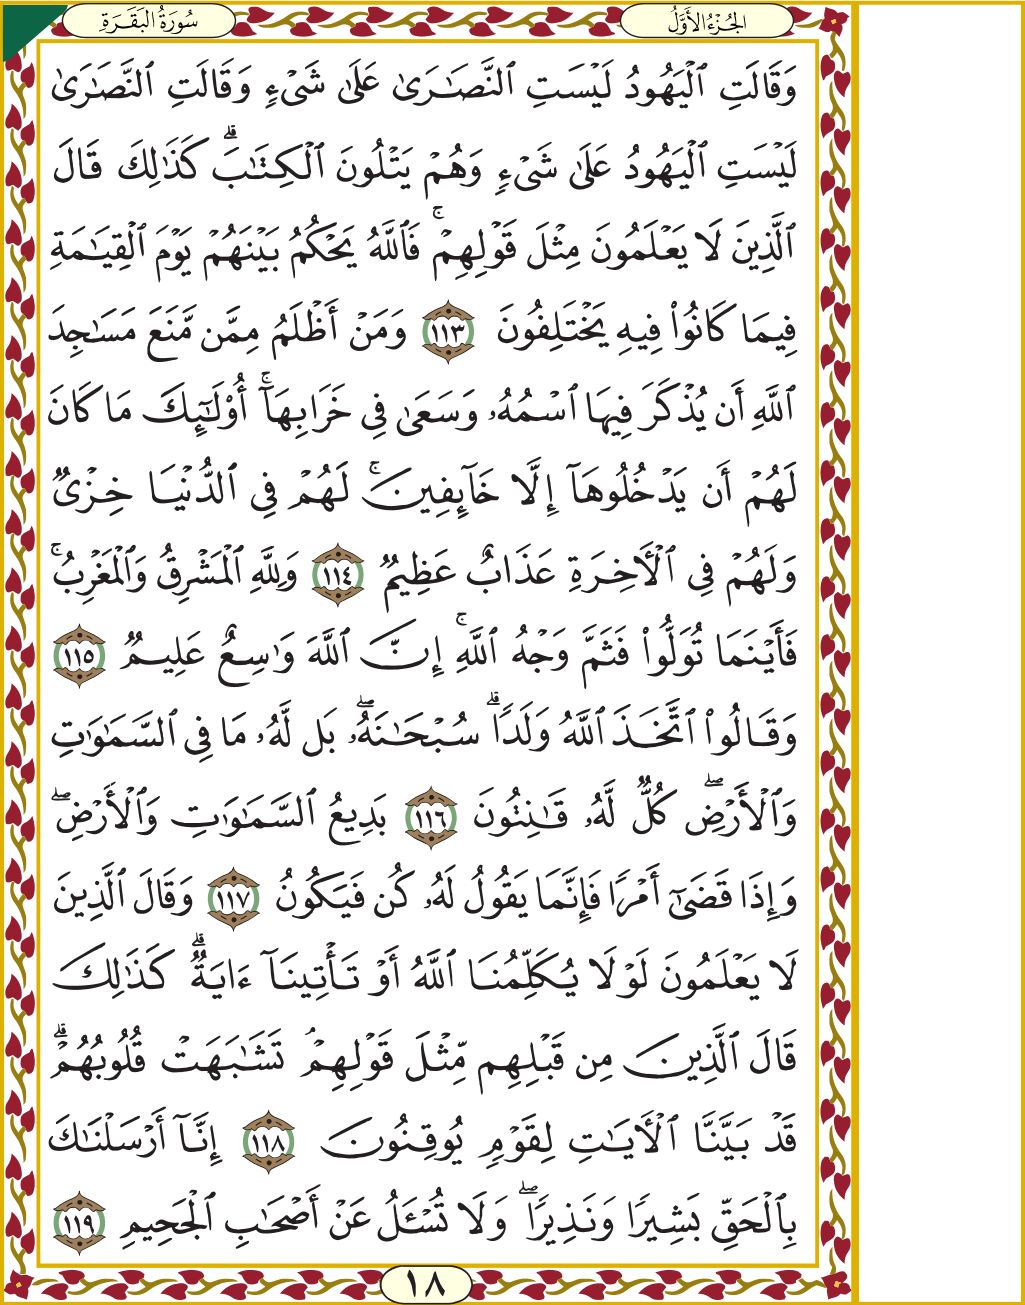 الجُزْءُ الأَوَّلُ
سُورَةُ البَقَرَةِ
وَقَالَتِ ٱلْيَهُودُ لَيْسَتِ ٱلنَّصَٰرَىٰ عَلَىٰ شَىْءٍ وَقَالَتِ ٱلنَّصَٰرَىٰ
لَيْسَتِ ٱلْيَهُودُ عَلَىٰ شَىْءٍ وَهُمْ يَتْلُونَ ٱلْكِتَٰبَۗ كَذَٰلِكَ قَالَ
ٱلَّذِينَ لَا يَعْلَمُونَ مِثْلَ قَوْلِهِمْۚ فَٱللَّهُ يَحْكُمُ بَيْنَهُمْ يَوْمَ ٱلْقِيَٰمَةِ
فِيمَا كَانُوا۟ فِيهِ يَخْتَلِفُونَ ١١٣ وَمَنْ أَظْلَمُ مِمَّن مَّنَعَ مَسَٰجِدَ
ٱللَّهِ أَن يُذْكَرَ فِيهَا ٱسْمُهُۥ وَسَعَىٰ فِى خَرَابِهَآۚ أُو۟لَٰٓئِكَ مَا كَانَ
لَهُمْ أَن يَدْخُلُوهَآ إِلَّا خَآئِفِينَۚ لَهُمْ فِى ٱلدُّنْيَا خِزْىٌ
وَلَهُمْ فِى ٱلْـَٔاخِرَةِ عَذَابٌ عَظِيمٌ ١١٤ وَلِلَّهِ ٱلْمَشْرِقُ وَٱلْمَغْرِبُۚ
فَأَيْنَمَا تُوَلُّوا۟ فَثَمَّ وَجْهُ ٱللَّهِۚ إِنَّ ٱللَّهَ وَٰسِعٌ عَلِيمٌ ١١٥
وَقَالُوا۟ ٱتَّخَذَ ٱللَّهُ وَلَدًاۗ سُبْحَٰنَهُۥۖ بَل لَّهُۥ مَا فِى ٱلسَّمَٰوَٰتِ
وَٱلْأَرْضِۖ كُلٌّ لَّهُۥ قَٰنِتُونَ ١١٦ بَدِيعُ ٱلسَّمَٰوَٰتِ وَٱلْأَرْضِۖ
وَإِذَا قَضَىٰٓ أَمْرًا فَإِنَّمَا يَقُولُ لَهُۥ كُن فَيَكُونُ ١١٧ وَقَالَ ٱلَّذِينَ
لَا يَعْلَمُونَ لَوْلَا يُكَلِّمُنَا ٱللَّهُ أَوْ تَأْتِينَآ ءَايَةٌۗ كَذَٰلِكَ
قَالَ ٱلَّذِينَ مِن قَبْلِهِم مِّثْلَ قَوْلِهِمْۘ تَشَٰبَهَتْ قُلُوبُهُمْۗ
قَدْ بَيَّنَّا ٱلْـَٔايَٰتِ لِقَوْمٍ يُوقِنُونَ ١١٨ إِنَّآ أَرْسَلْنَٰكَ
بِٱلْحَقِّ بَشِيرًا وَنَذِيرًاۖ وَلَا تُسْـَٔلُ عَنْ أَصْحَٰبِ ٱلْجَحِيمِ ١١٩
١٨